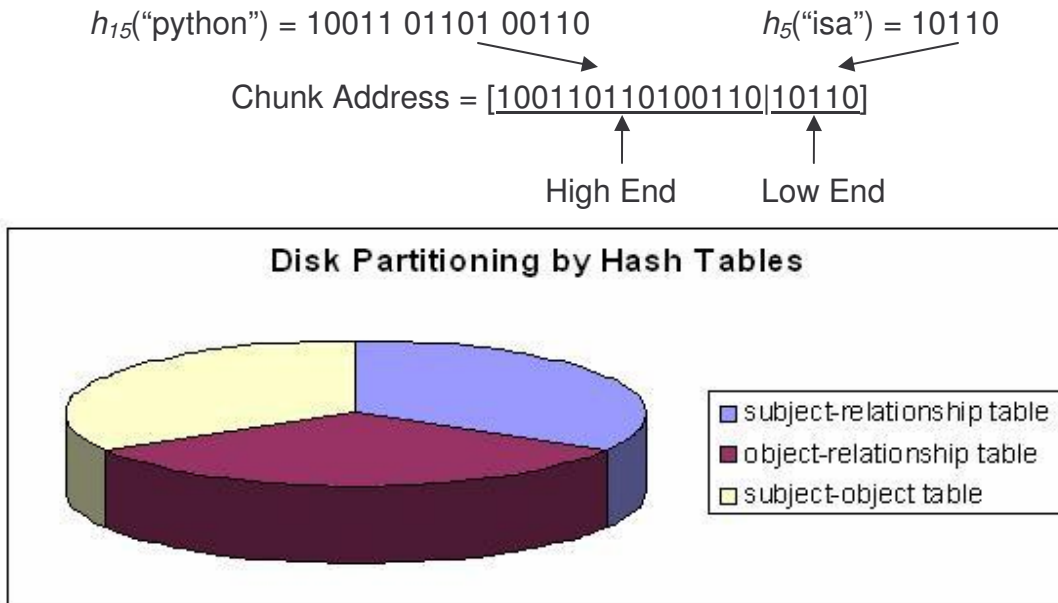 h15(“python”) = 10011 01101 00110 h5(“isa”) = 10110
Chunk Address = [100110110100110|10110]
High End Low End
Disk Partitioning by Hash Tables
subject-relationship table
object-relationship table
subject-object table